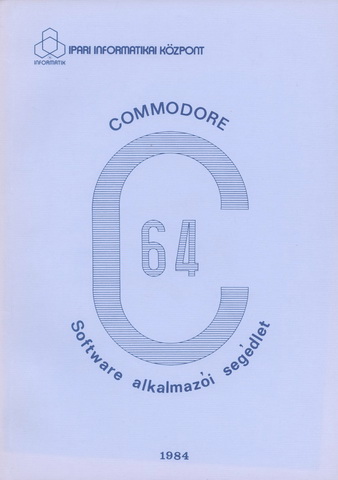 IPARI INFORMATIKAI KÖZPONT
INFORMATIK
COMMODORE
C
64
Software alkalmazói segédlet
1984